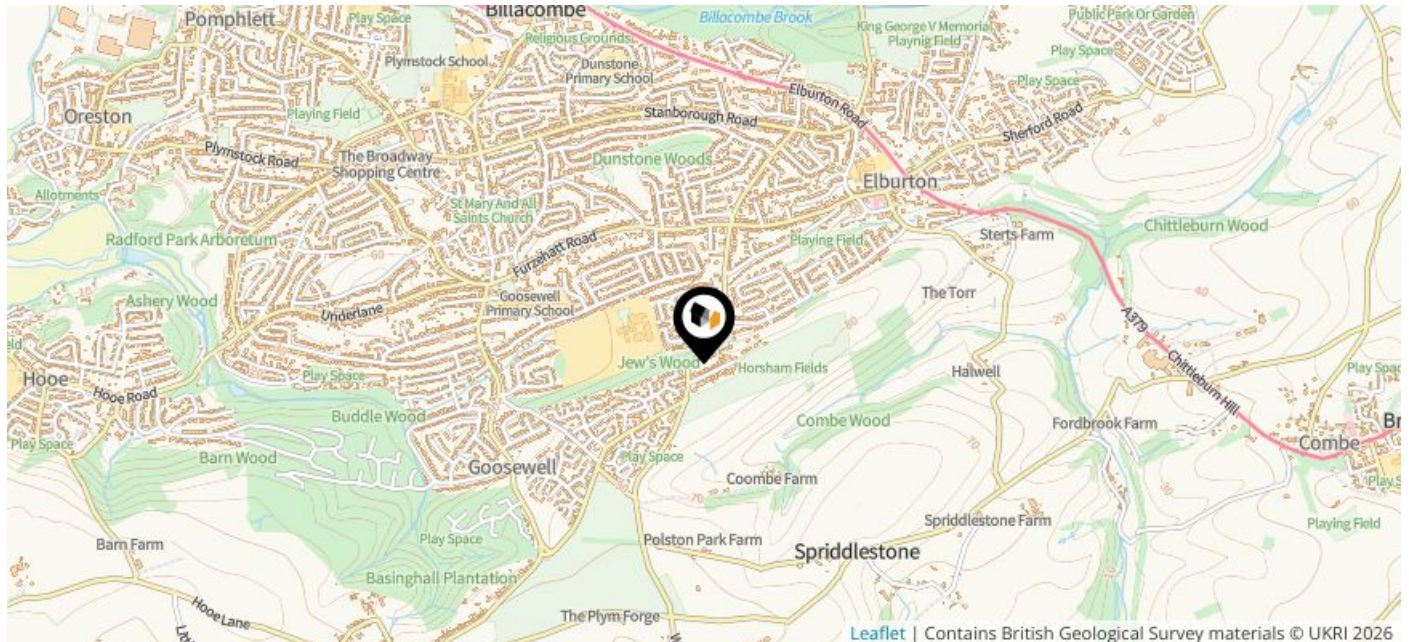 Pomphlett
Play Space
Billacombe
Billacombe Brook
Public Park Or Garden
Religious Grounds
King George V Memorial
Playnig Field
Play Space
Plymstock School
Dunstone
Primary School
Play Space
Oreston
Playing Field
Elburton Road
Stanborough Road
Sherford Road
Plymstock Road
The Broadway
Shopping Centre
Dunstone Woods
Elburton
Allotments
St Mary And All
Saints Church
Radford Park Arboretum
60
Furzehatt Road
Playing Field
Sterts Farm
Chittleburn Wood
Ashery Wood
Goosewell
Primary School
The Torr
Underlane
A379
Jew's Wood
Horsham Fields
Halwell
Chittleburn Hill
Hooe
Hooe Road
Play Space
Buddle Wood
Combe Wood
Fordbrook Farm
Combe
Play Space
Barn Wood
Goosewell
Play Space
Coombe Farm
Barn Farm
Play Space
Polston Park Farm
Spriddlestone Farm
Playing Field
Spriddlestone
Basinghall Plantation
Hooe Lane
The Plym Forge
Leaflet | Contains British Geological Survey materials © UKRI 2026